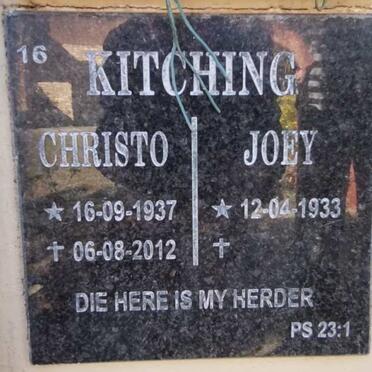 16
KITCHING
CHRISTO JOEY
★ 16-09-1937 ★ 12-04-1933
✝ 06-08-2012 ✝
DIE HERE IS MY HERDER
PS 23:1